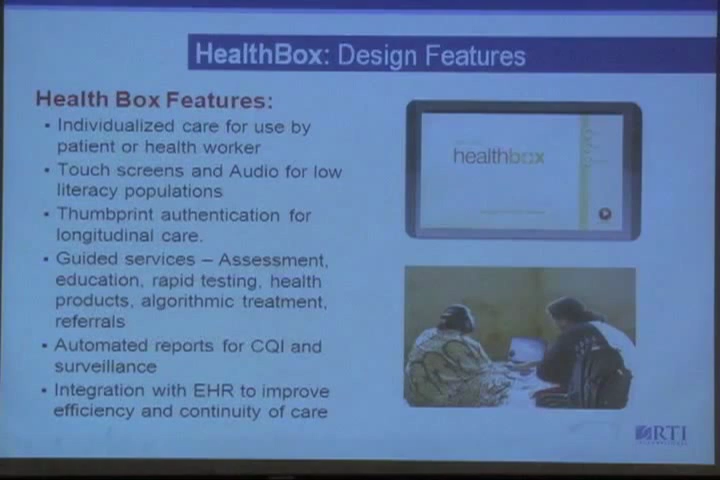 HealthBox: Design Features
Health Box Features:
▪ Individualized care for use by
patient or health worker
▪ Touch screens and Audio for low
literacy populations
▪ Thumbprint authentication for
longitudinal care.
▪ Guided services – Assessment,
education, rapid testing, health
products, algorithmic treatment,
referrals
▪ Automated reports for CQI and
surveillance
▪ Integration with EHR to improve
efficiency and continuity of care
healthbox
RTI